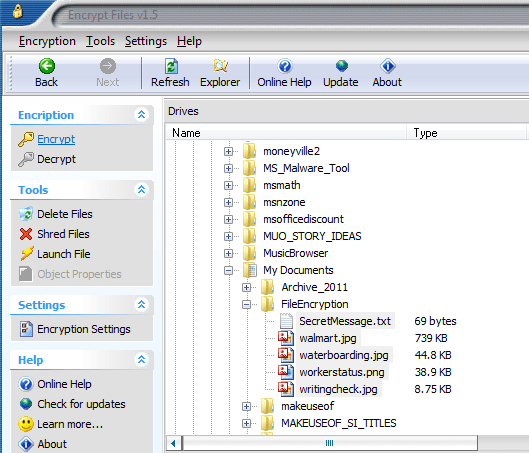 Encrypt Files v1.5
Encryption Tools Settings Help
Back Next Refresh Explorer Online Help Update About
Encription
Encrypt
Decrypt
Tools
Delete Files
Shred Files
Launch File
Object Properties
Settings
Encryption Settings
Help
Online Help
Check for updates
Learn more...
About
Drives
Name Type
moneyville2
MS_Malware_Tool
msmath
msnzone
msofficediscount
MUO_STORY_IDEAS
MusicBrowser
My Documents
Archive_2011
FileEncryption
SecretMessage.txt 69 bytes
walmart.jpg 739 KB
waterboarding.jpg 44.8 KB
workerstatus.png 38.9 KB
writingcheck.jpg 8.75 KB
makeuseof
MAKEUSEOF_SI_TITLES